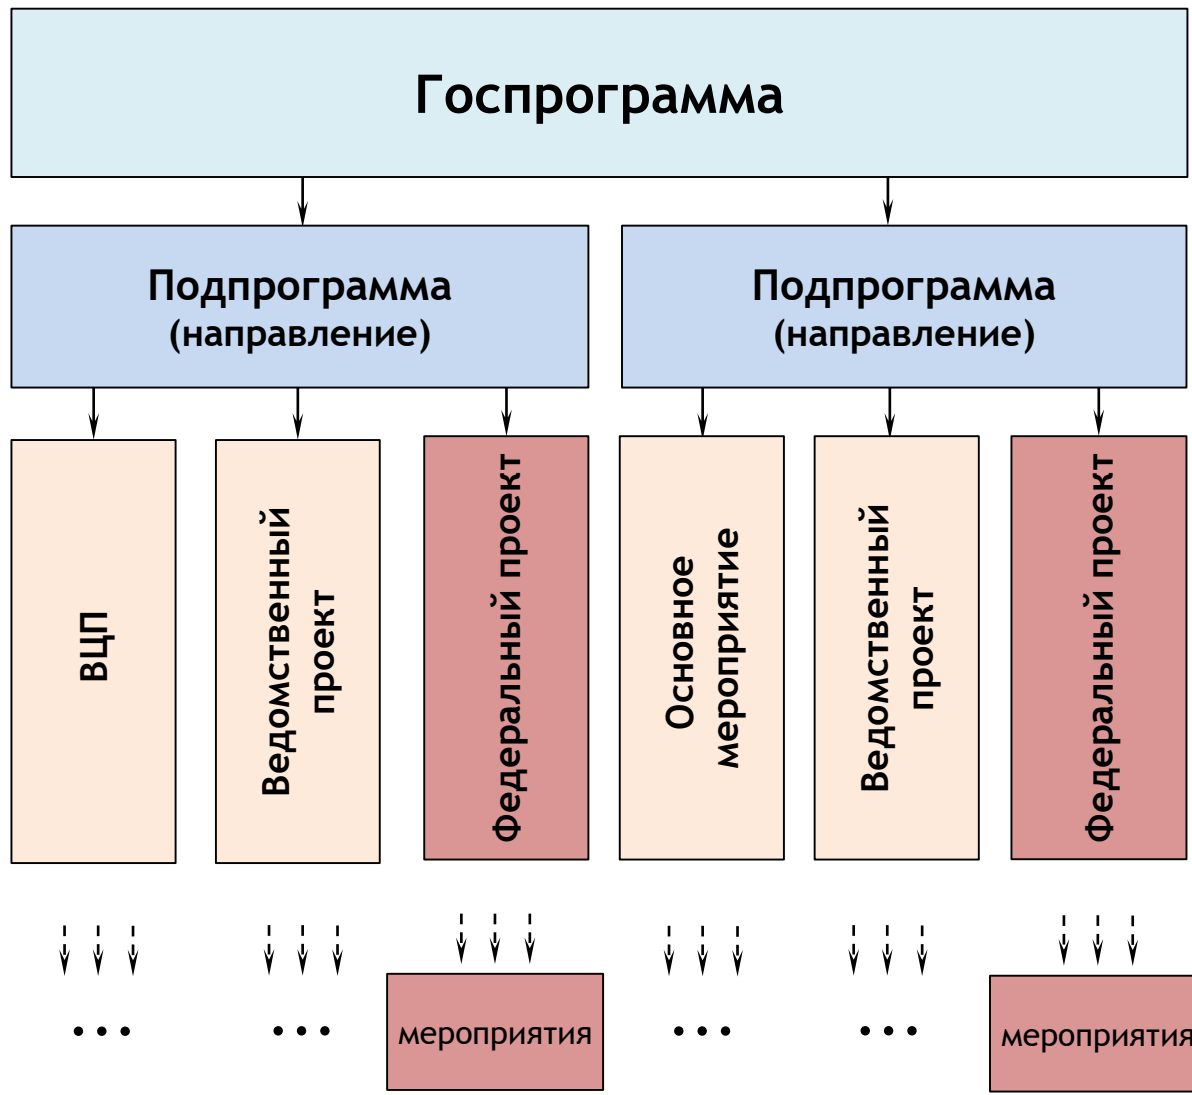 Госпрограмма
Подпрограмма
(направление)
Подпрограмма
(направление)
ВЦП
Ведомственный
проект
Федеральный проект
Основное
мероприятие
Ведомственный
проект
Федеральный проект
...
...
мероприятия
...
...
мероприятия